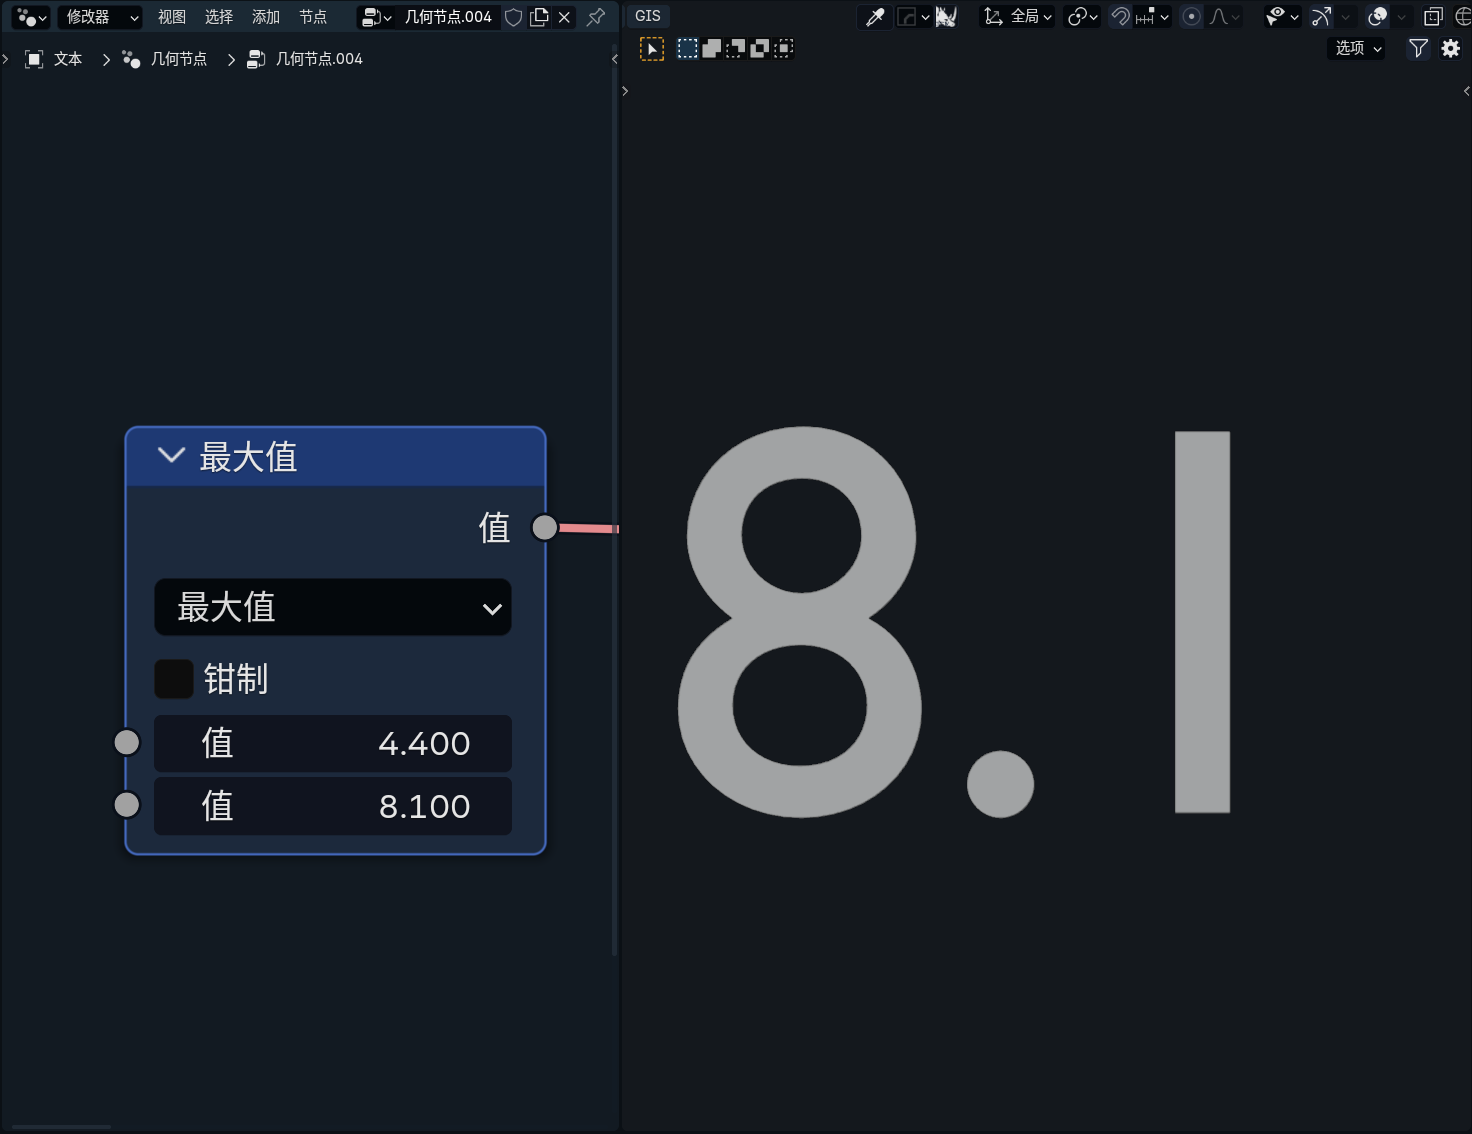 修改器 视图 选择 添加 节点 几何节点.004
文本 几何节点 几何节点.004
最大值
值
最大值
钳制
值 4.400
值 8.100
GIS 全局
选项
8.1